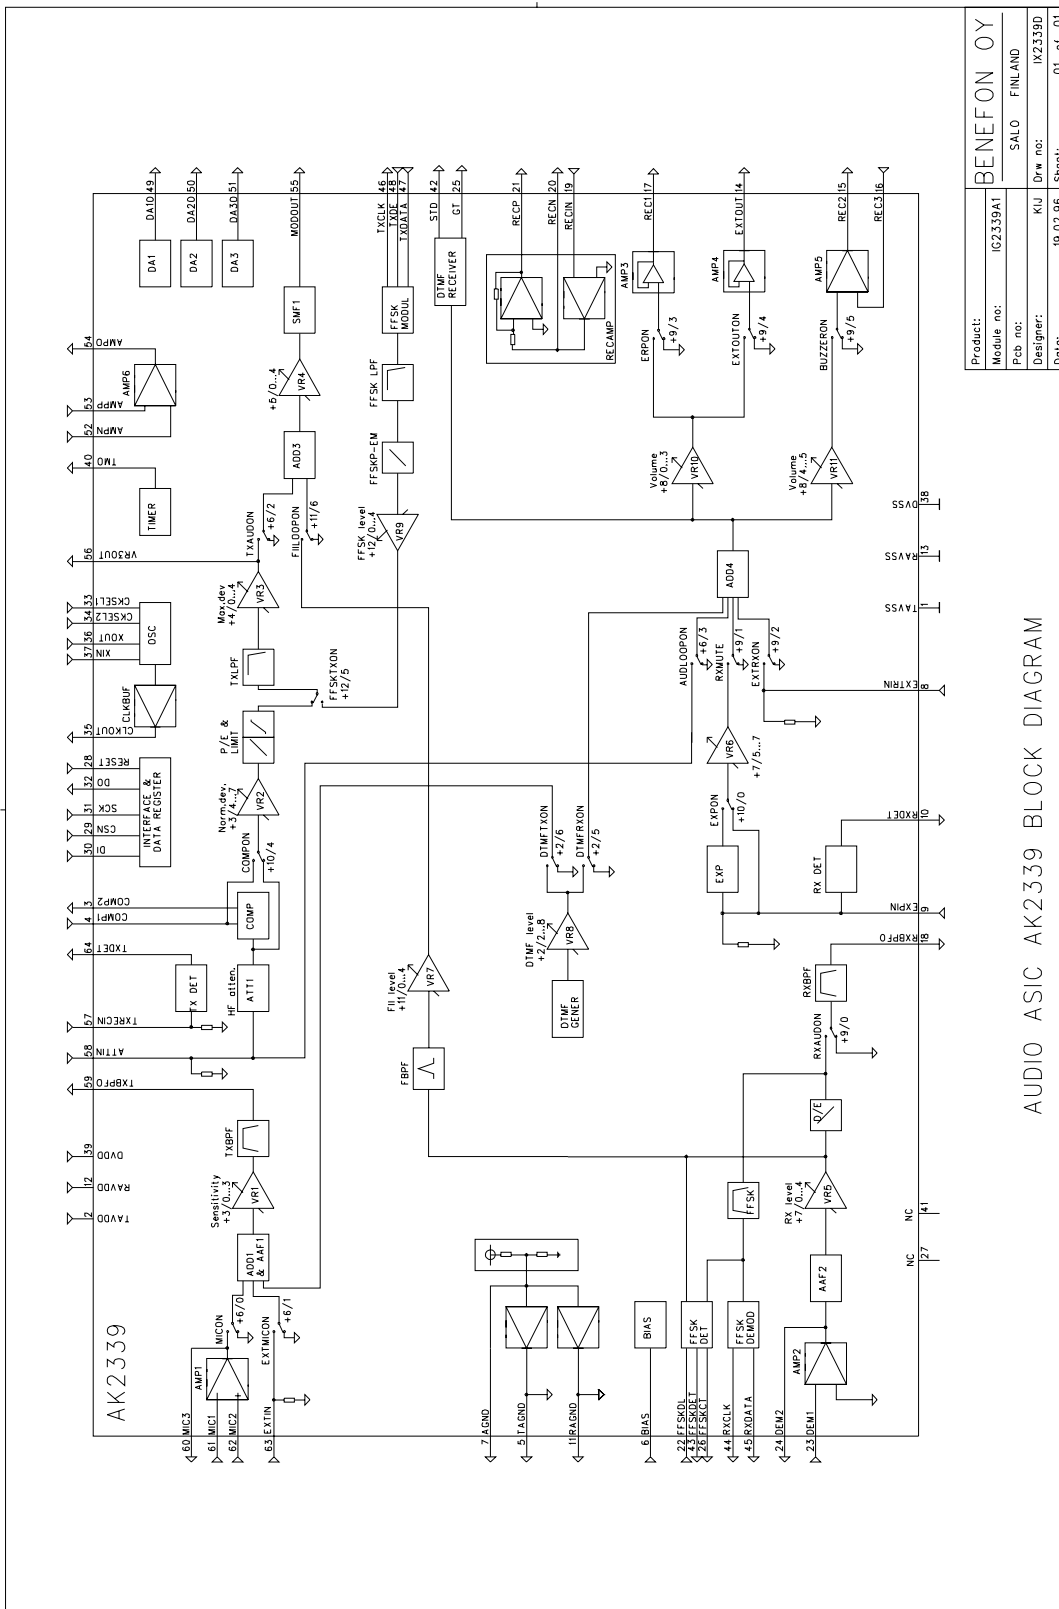 AK2339
60 MIC3
61 MIC1
62 MIC2
63 EXTIN
7 AGND
5 TAGND
11 RAGND
6 BIAS
22 FFSKDL
43 FFSKDET
26 FFSKCT
44 RXCLK
45 RXDATA
24 DEM2
23 DEM1
2 TAVDD
12 RAVDD
39 DVDD
59 TXBPFO
58 ATTIN
57 TXRECIN
64 TXDET
4 COMP1
3 COMP2
30 DI
29 CSN
31 SCK
32 DO
28 RESET
35 CLKOUT
37 XIN
36 XOUT
34 CKSEL2
33 CKSEL1
56 VR3OUT
40 TMO
52 AMPN
53 AMPP
54 AMPO
AMP1
MICON
+6/0
EXTMICON
+6/1
ADD1
& AAF1
Sensitivity
+3/0...3
VR1
TXBPF
TX DET
HF atten.
ATT1
COMP
COMPON
+10/4
Norm.dev.
+3/4...7
VR2
P/E &
LIMIT
FFSKTXON
+12/5
TXLPF
Max.dev
+4/0...4
VR3
TXAUDON
+6/2
FIILOOPON
+11/6
ADD3
+5/0...4
VR4
SMF1
INTERFACE &
DATA REGISTER
CLKBUF
OSC
TIMER
AMP6
DA1
DA2
DA3
DA1O 49
DA2O 50
DA3O 51
MODOUT 55
TXCLK 46
TXDE 48
TXDATA 47
STD 42
GT 25
RECP 21
RECN 20
RECIN 19
REC1 17
EXTOUT 14
REC2 15
REC3 16
FFSK
MODUL
FFSK LPF
FFSKP-EM
FFSK level
+12/0...4
VR9
FBPF
FII level
+11/0...4
VR7
DTMF
GENER
DTMF level
+2/2...8
VR8
DTMFTXON
+2/6
DTMFRXON
+2/5
DTMF
RECEIVER
RECAMP
AMP3
ERPON
+9/3
AMP4
EXTOUTON
+9/4
AMP5
BUZZERON
+9/5
Volume
+8/0...3
VR10
Volume
+8/4...5
VR11
ADD4
AUDLOOPON
+6/3
RXMUTE
+9/1
EXTRXON
+9/2
VR6
+7/5...7
EXPON
+10/0
EXP
RX DET
BIAS
FFSK
DET
FFSK
DEMOD
FFSK
AMP2
AAF2
RX level
+7/0...4
VR5
D/E
RXAUDON
+9/0
RXBPF
NC 27
NC 41
RXBPFO 18
EXPIN 9
RXDET 10
EXTRIN 8
TAVSS 1
RAVSS 13
DVSS 38
AUDIO ASIC AK2339 BLOCK DIAGRAM
Product:
BENEFON OY
Module no: IG2339A1
SALO FINLAND
Pcb no:
Designer: KIJ
Drw no: IX2339D
Date: 19.02.96
Sheet: 01 of 01